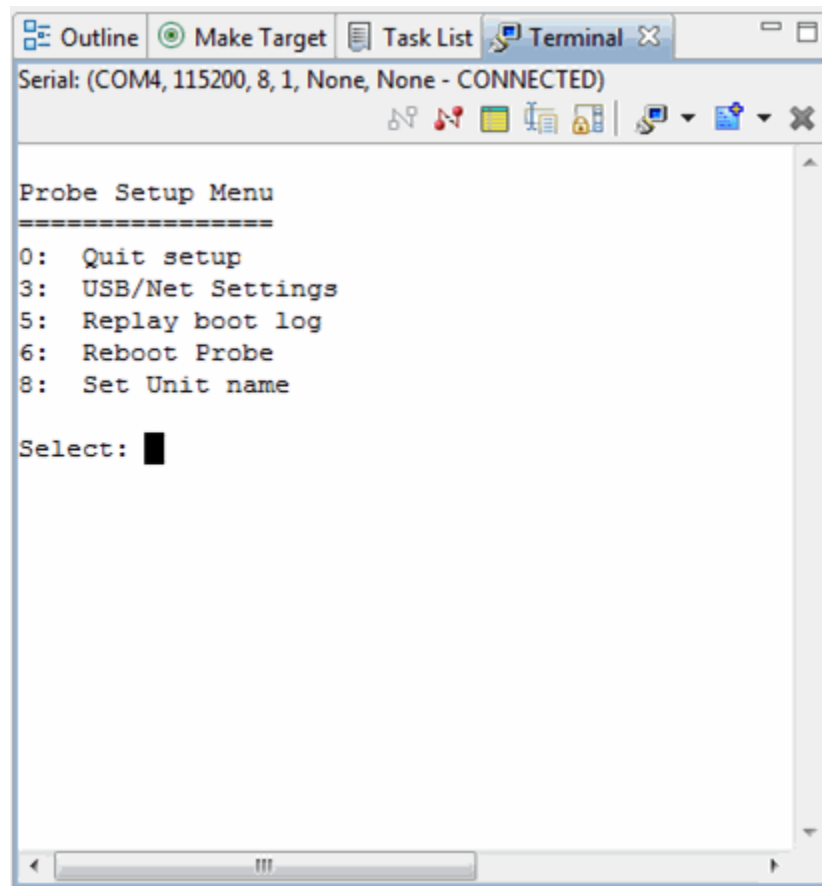 Outline Make Target Task List Terminal
Serial: (COM4, 115200, 8, 1, None, None - CONNECTED)
Probe Setup Menu
================
0:  Quit setup
3:  USB/Net Settings
5:  Replay boot log
6:  Reboot Probe
8:  Set Unit name
Select: